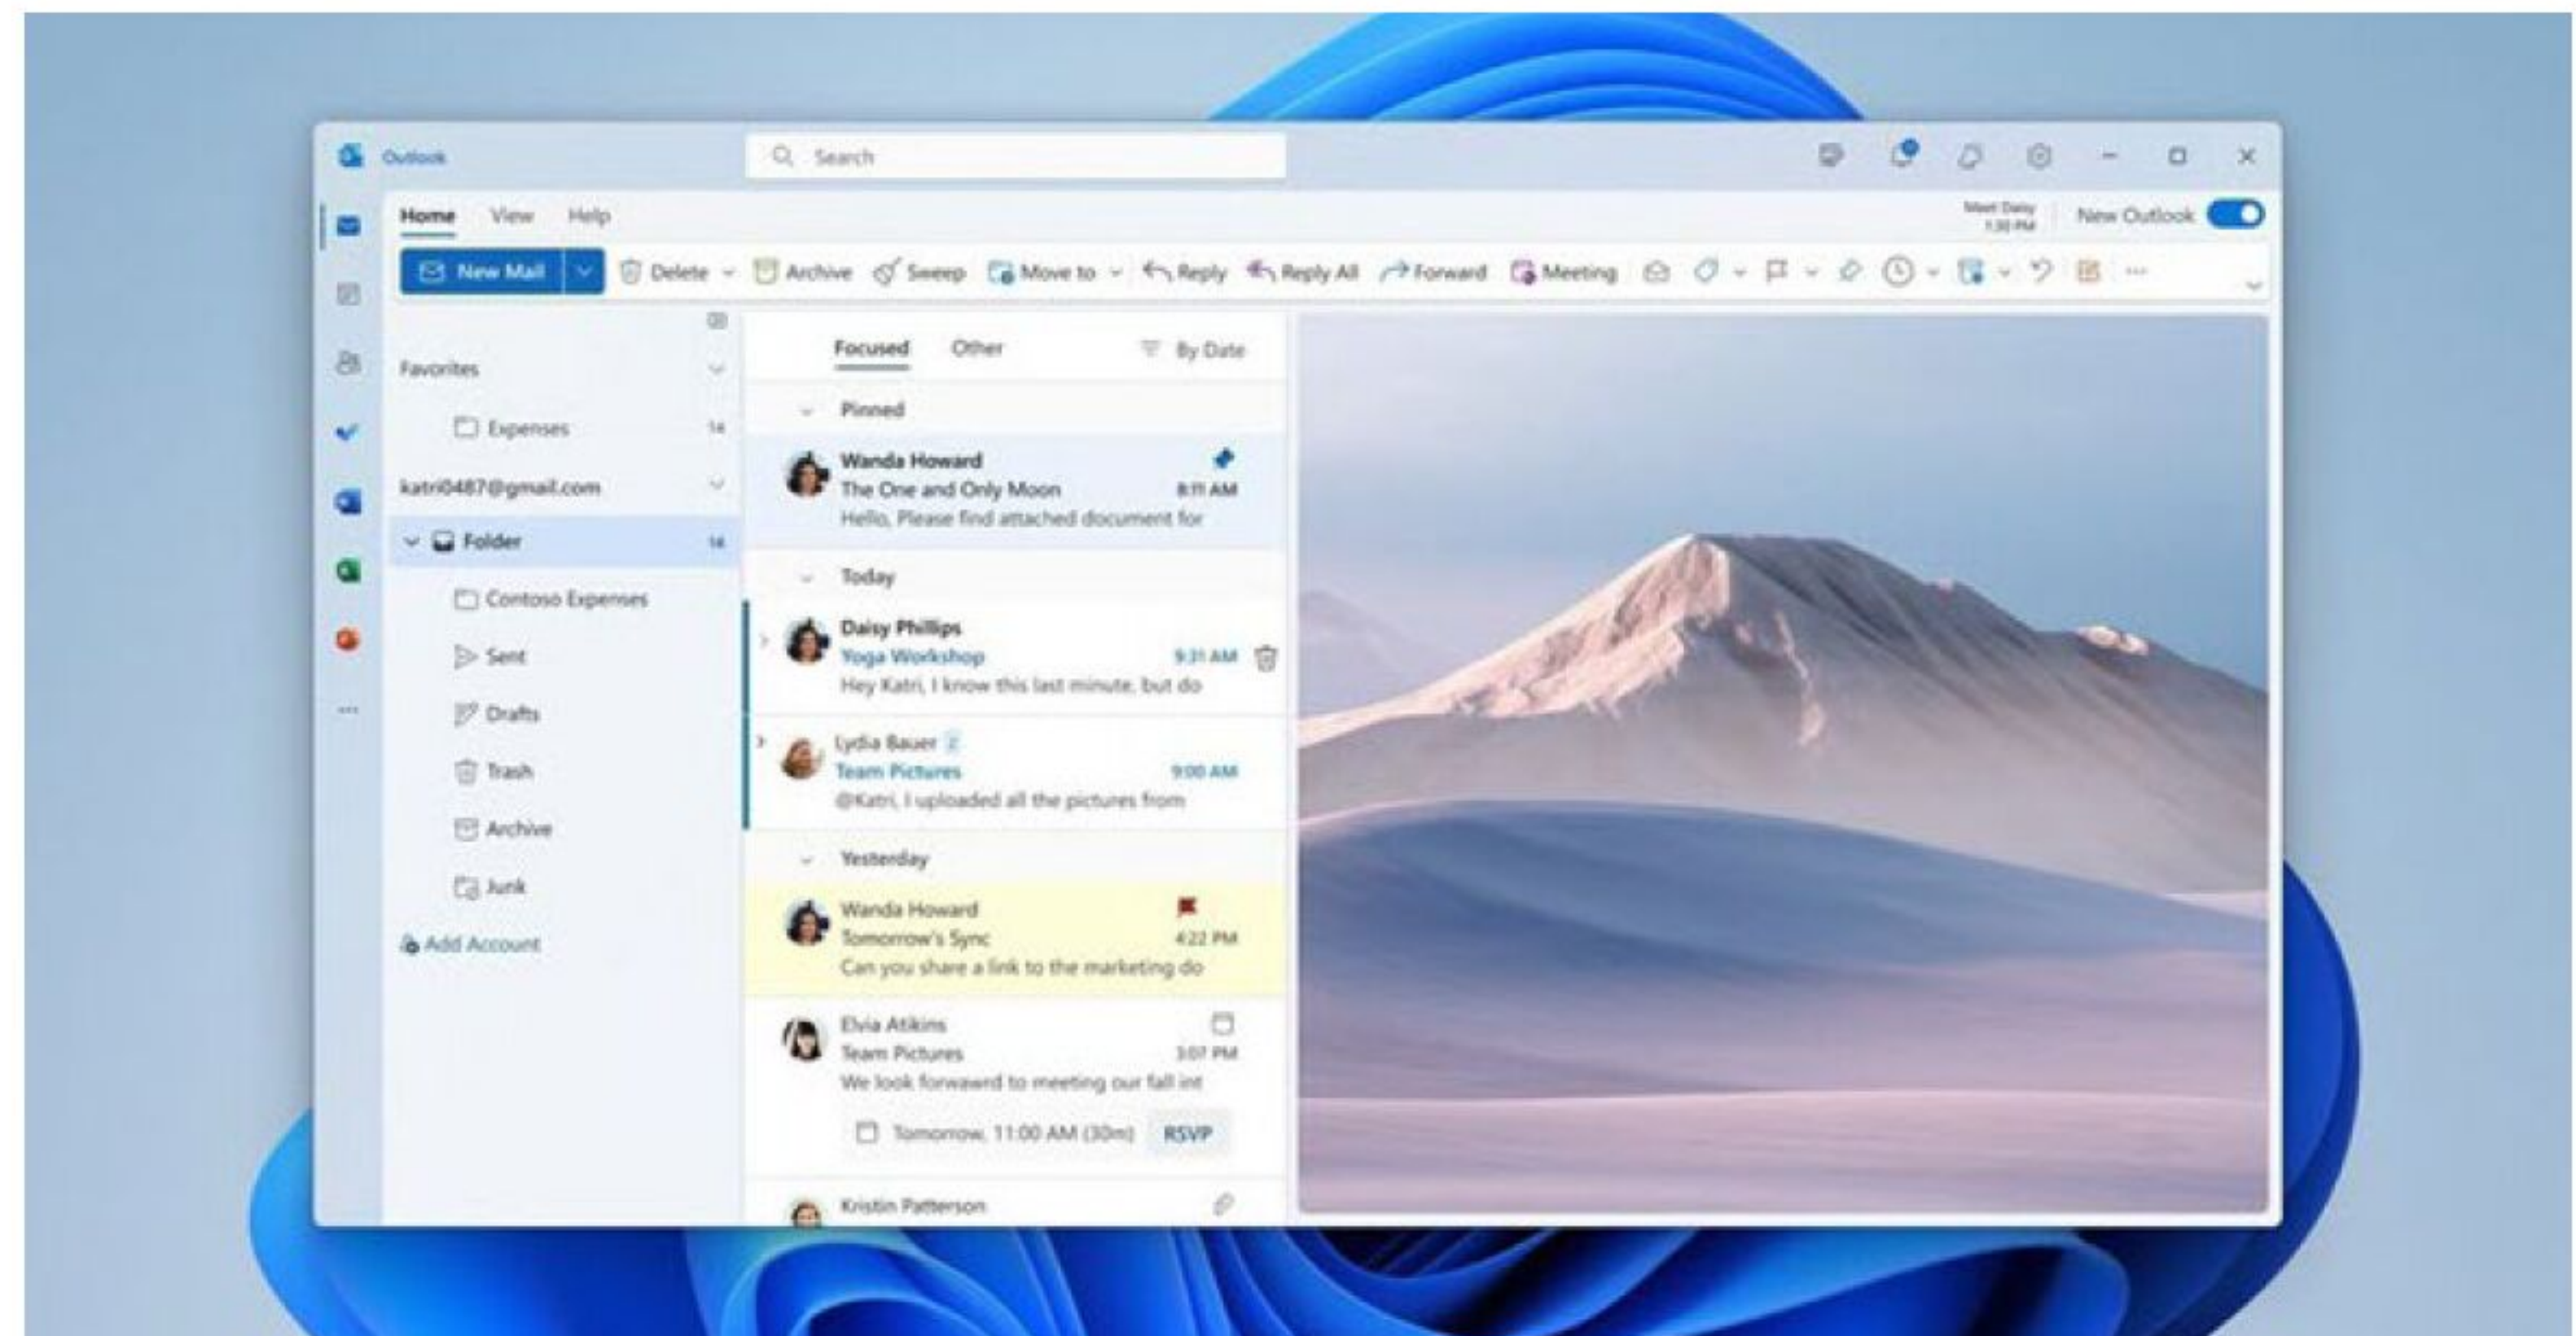 Outlook
Search
Home View Help
Meet Daisy
1:30 PM
New Outlook
New Mail Delete Archive Sweep Move to Reply Reply All Forward Meeting
Favorites
Expenses 14
katri0487@gmail.com
Folder 14
Contoso Expenses
Sent
Drafts
Trash
Archive
Junk
Add Account
Focused Other By Date
Pinned
Wanda Howard
The One and Only Moon 8:11 AM
Hello, Please find attached document for
Today
Daisy Phillips
Yoga Workshop 9:31 AM
Hey Katri, I know this last minute, but do
Lydia Bauer 2
Team Pictures 9:00 AM
@Katri, I uploaded all the pictures from
Yesterday
Wanda Howard
Tomorrow's Sync 4:22 PM
Can you share a link to the marketing do
Elvia Atikins
Team Pictures 3:07 PM
We look forwawrd to meeting our fall int
Tomorrow, 11:00 AM (30m) RSVP
Kristin Patterson